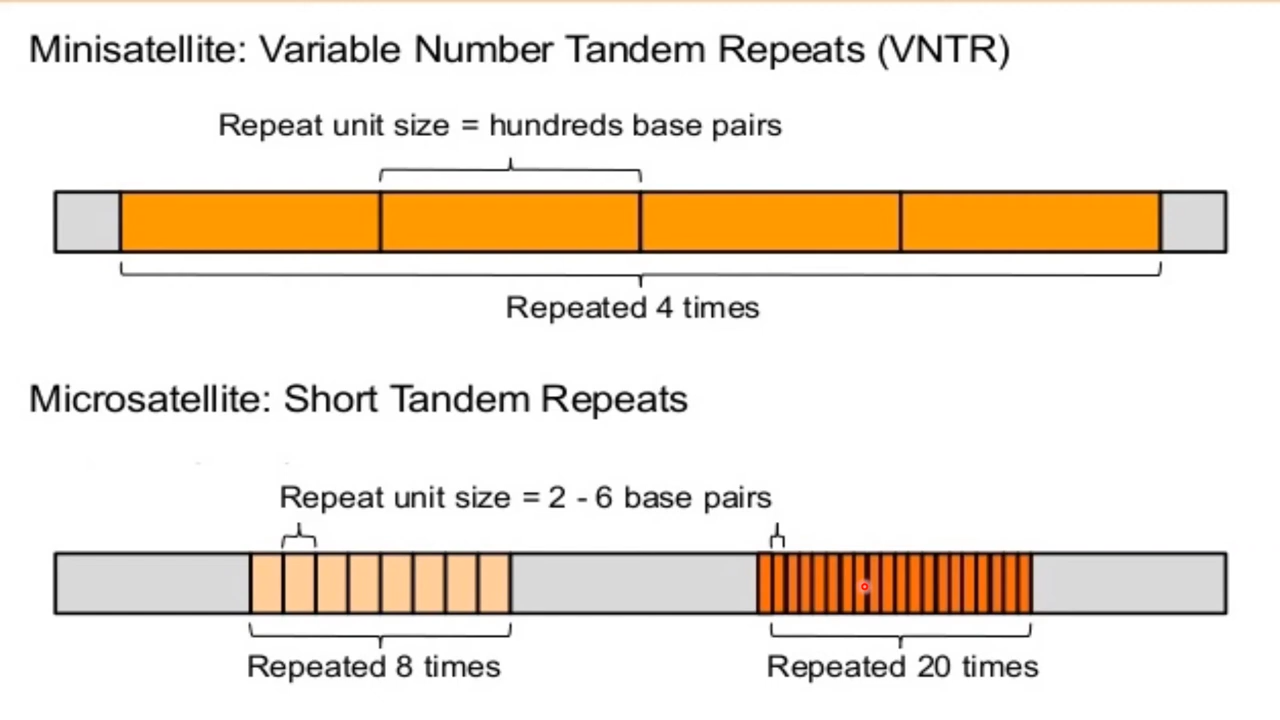 Minisatellite: Variable Number Tandem Repeats (VNTR)
Repeat unit size = hundreds base pairs
Repeated 4 times
Microsatellite: Short Tandem Repeats
Repeat unit size = 2 - 6 base pairs
Repeated 8 times
Repeated 20 times